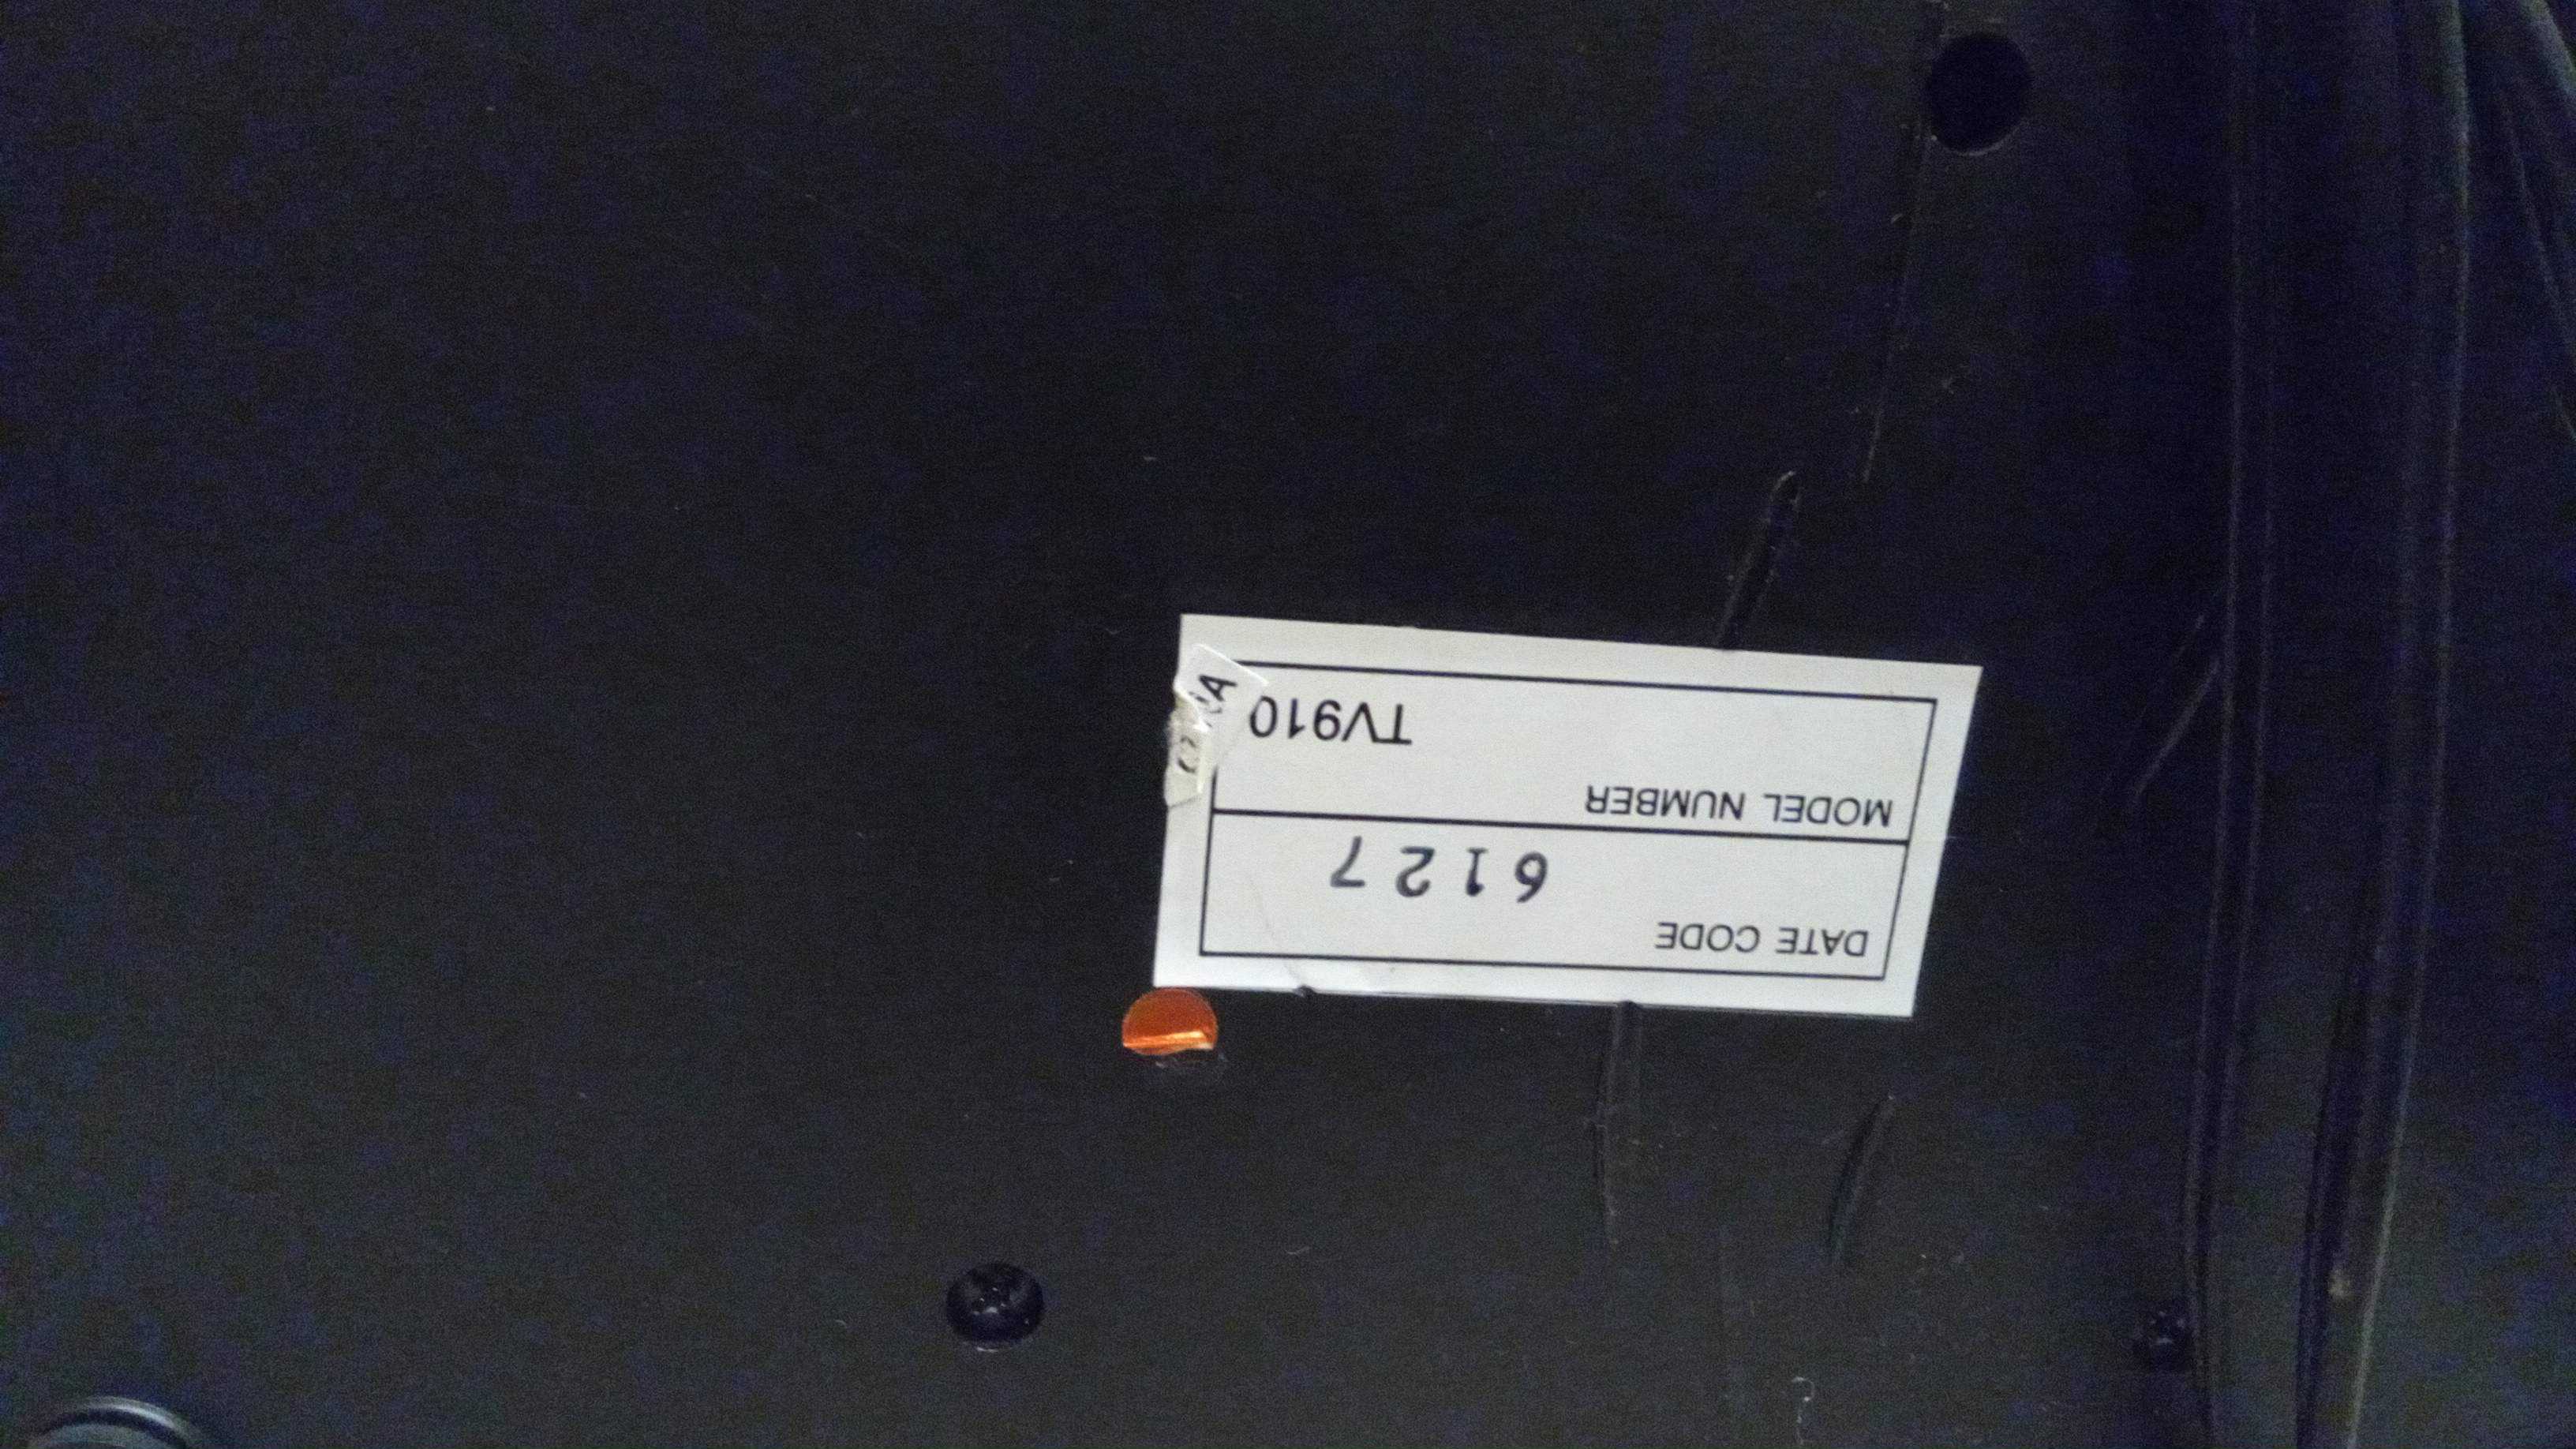 DATE CODE
6127
MODEL NUMBER
TV910